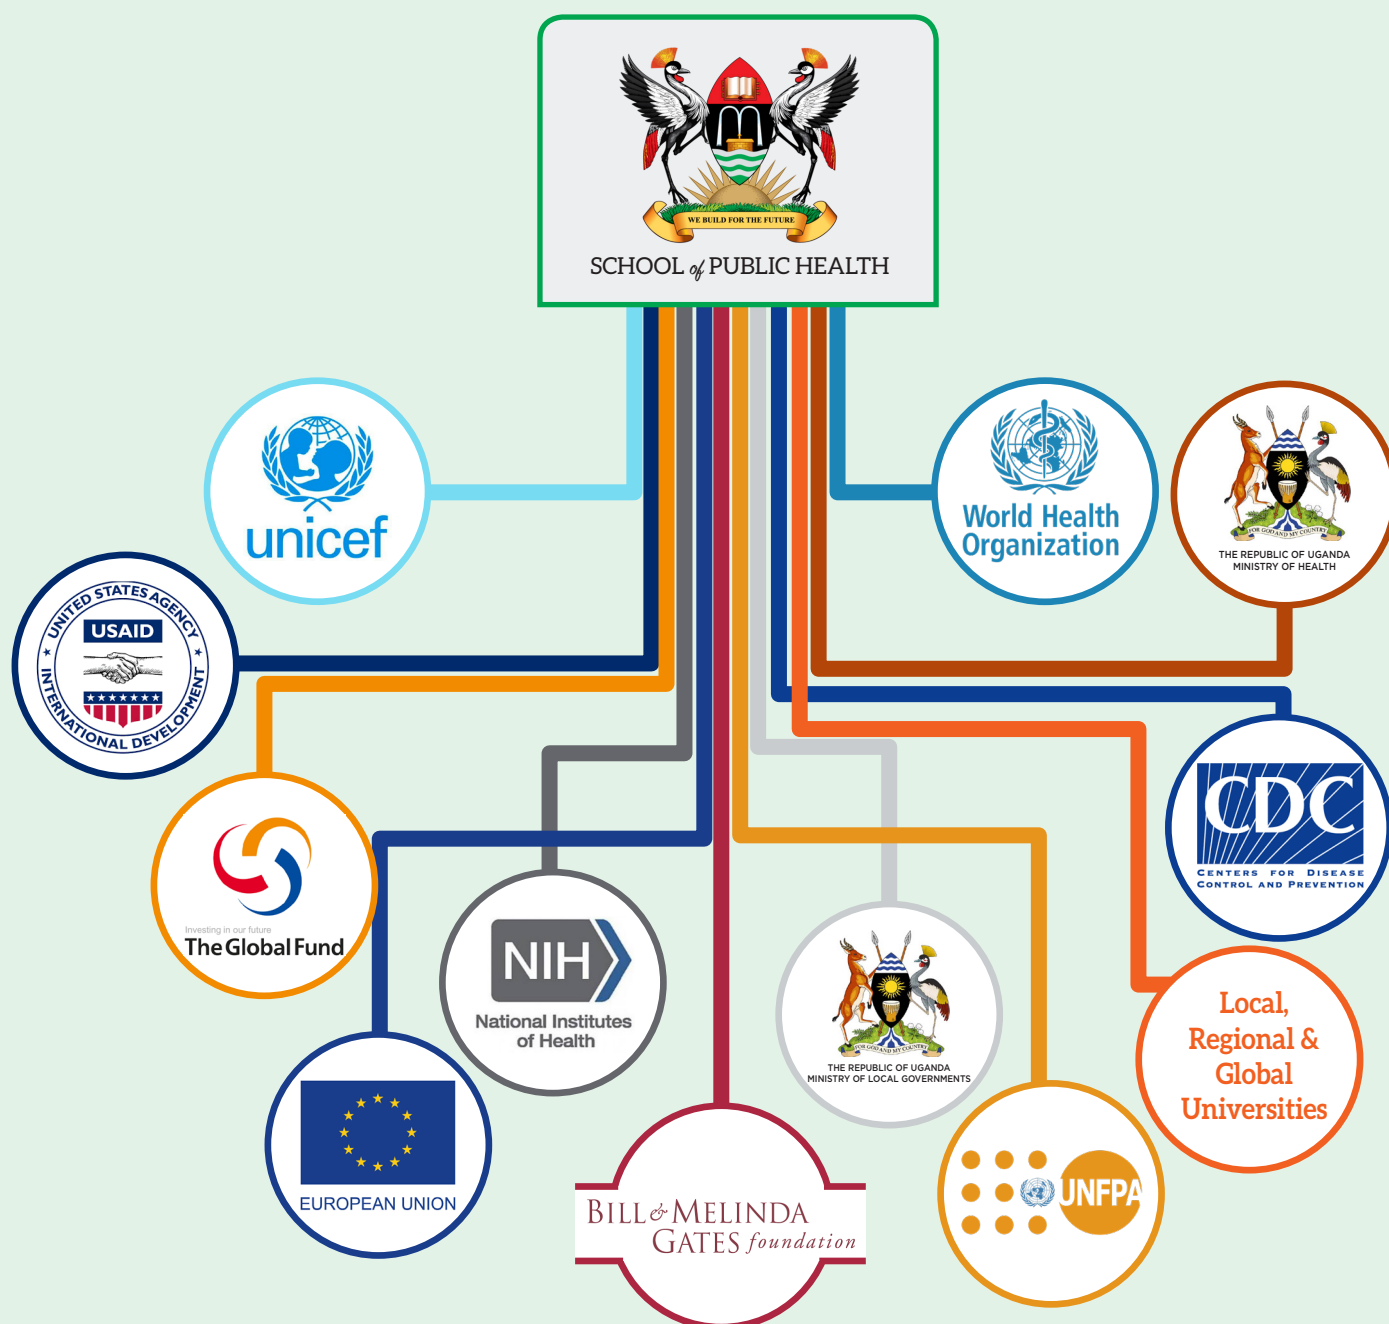 WE BUILD FOR THE FUTURE
SCHOOL of PUBLIC HEALTH
unicef
World Health
Organization
FOR GOD AND MY COUNTRY
THE REPUBLIC OF UGANDA
MINISTRY OF HEALTH
UNITED STATES AGENCY
USAID
INTERNATIONAL DEVELOPMENT
CDC
CENTERS FOR DISEASE
CONTROL AND PREVENTION
Investing in our future
The Global Fund
NIH
National Institutes
of Health
FOR GOD AND MY COUNTRY
THE REPUBLIC OF UGANDA
MINISTRY OF LOCAL GOVERNMENTS
Local,
Regional &
Global
Universities
EUROPEAN UNION
BILL & MELINDA
GATES foundation
UNFPA